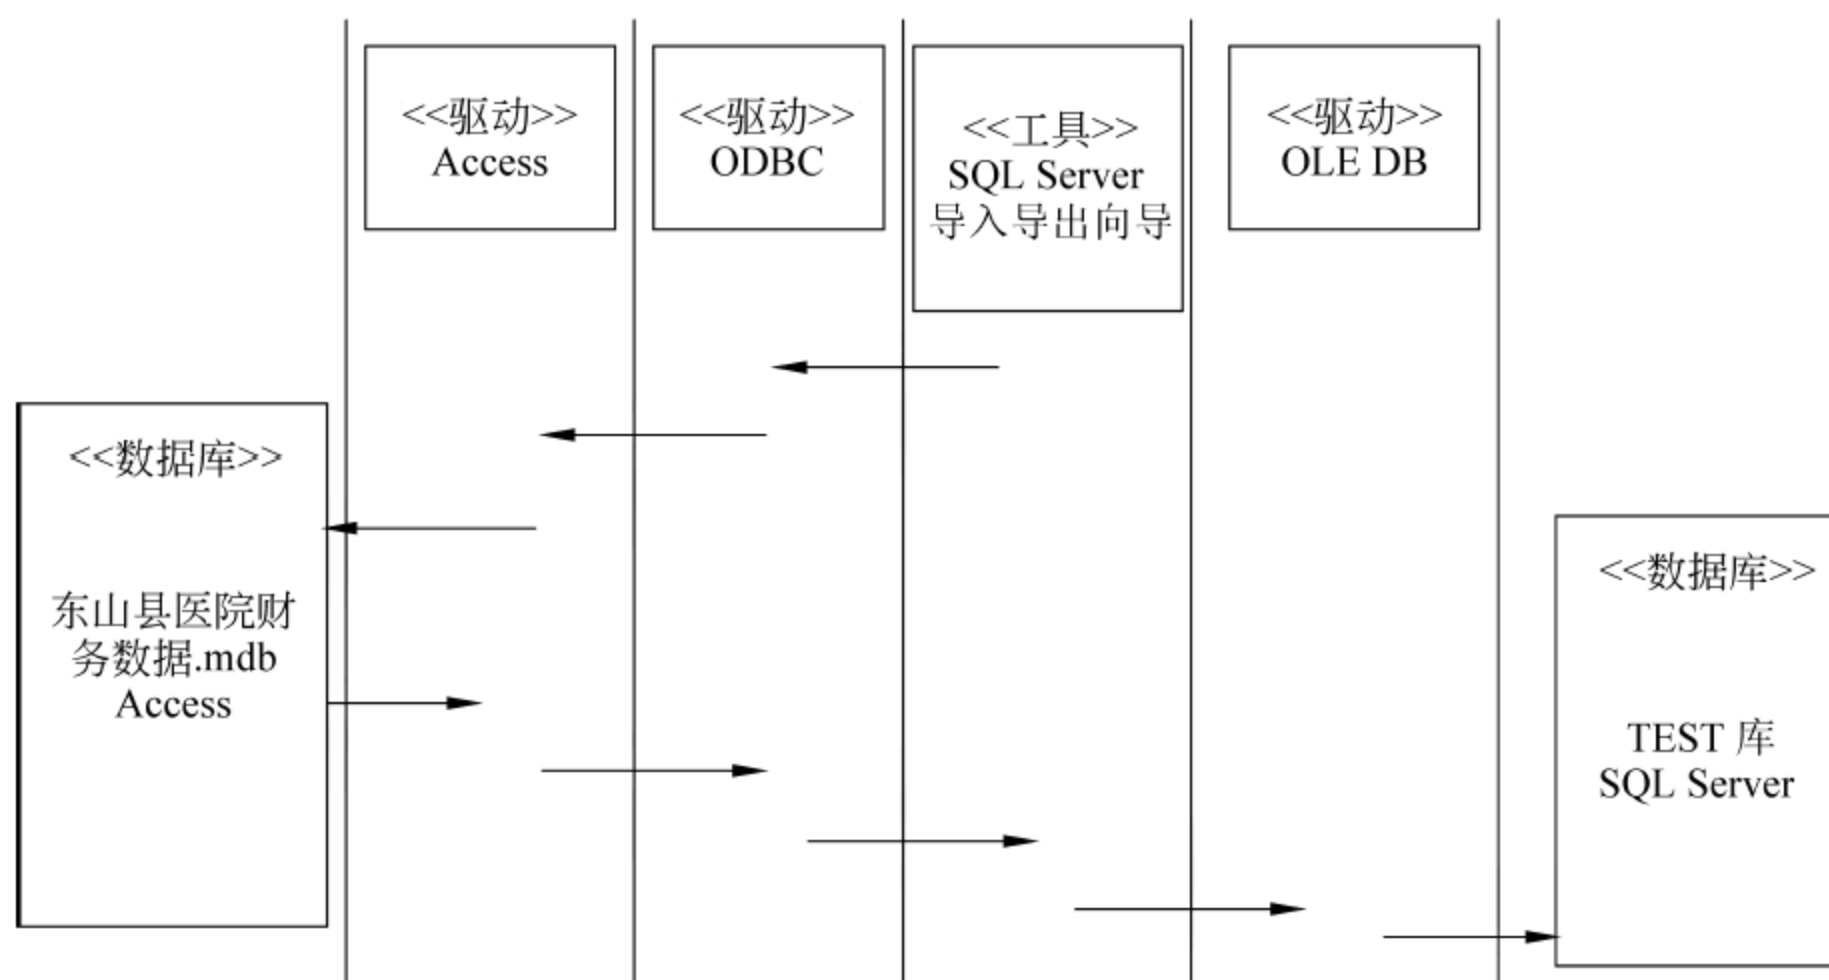 <<驱动>>
Access
<<驱动>>
ODBC
<<工具>>
SQL Server
导入导出向导
<<驱动>>
OLE DB
<<数据库>>
东山县医院财
务数据.mdb
Access
<<数据库>>
TEST 库
SQL Server